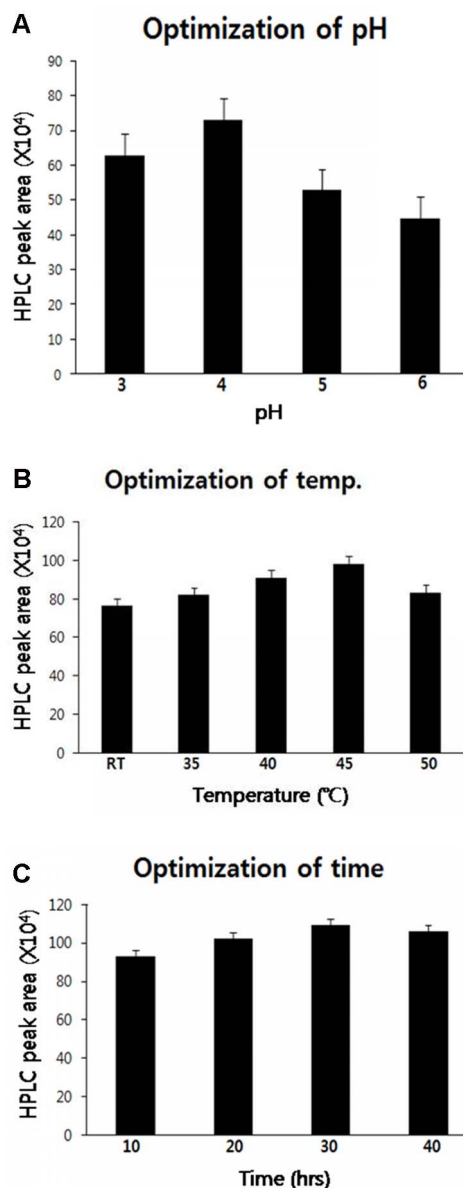 A
Optimization of pH
HPLC peak area (X10⁴)
90
80
70
60
50
40
30
20
10
0
3 4 5 6
pH
B
Optimization of temp.
HPLC peak area (X10⁴)
120
100
80
60
40
20
0
RT 35 40 45 50
Temperature (℃)
C
Optimization of time
HPLC peak area (X10⁴)
120
100
80
60
40
20
0
10 20 30 40
Time (hrs)